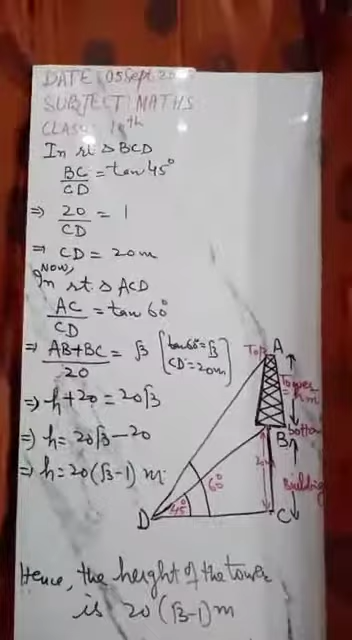 DATE 05 Sept 20
SUBJECT: MATHS
CLASS: 10th
In rt. Δ BCD
BC/CD = tan 45°
⇒ 20/CD = 1
⇒ CD = 20m
Now,
In rt. Δ ACD
AC/CD = tan 60°
⇒ AB+BC/20 = √3 [tan 60° = √3
CD = 20m]
⇒ h+20 = 20√3
⇒ h = 20√3 - 20
⇒ h = 20(√3-1) m
Top A
Tower
hm
B bottom
20m
Building
60°
D 45° C
Hence, the height of the tower
is 20(√3-1)m